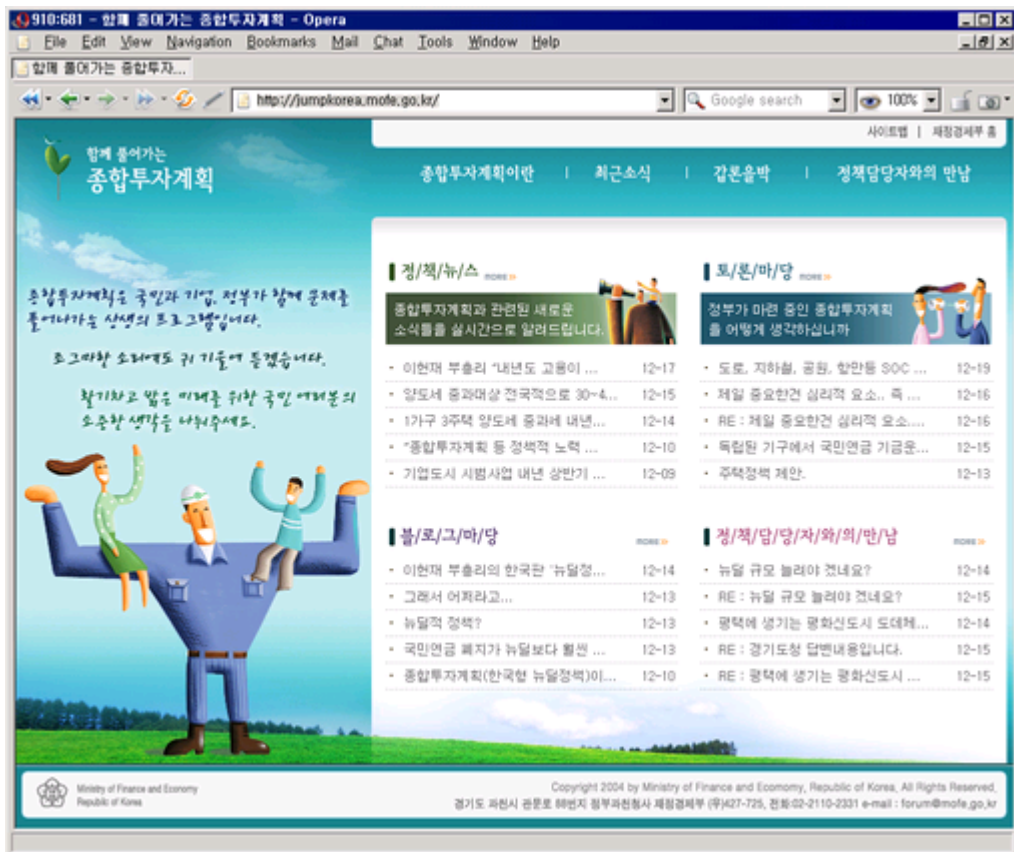 910:681 - 함께 풀어가는 종합투자계획 - Opera
File Edit View Navigation Bookmarks Mail Chat Tools Window Help
함께 풀어가는 종합투자...
http://jumpkorea.mofe.go.kr/ Google search 100%
사이트맵 | 재정경제부 홈
함께 풀어가는
종합투자계획
종합투자계획이란 | 최근소식 | 갑론을박 | 정책담당자와의 만남
종합투자계획은 국민과 기업, 정부가 함께 문제를
풀어나가는 상생의 프로그램입니다.
조그마한 소리에도 귀 기울여 듣겠습니다.
활기차고 밝은 미래를 위한 국민 여러분의
소중한 생각을 나눠주세요.
정/책/뉴/스 MORE
종합투자계획과 관련된 새로운
소식들을 실시간으로 알려드립니다.
이헌재 부총리 "내년도 고용이 ... 12-17
양도세 중과대상 전국적으로 30~4... 12-15
1가구 3주택 양도세 중과에 내년... 12-14
"종합투자계획 등 정책적 노력 ... 12-10
기업도시 시범사업 내년 상반기 ... 12-09
토/론/마/당 MORE
정부가 마련 중인 종합투자계획
을 어떻게 생각하십니까
도로, 지하철, 공원, 항만등 SOC ... 12-19
제일 중요한건 심리적 요소.. 즉 ... 12-16
RE : 제일 중요한건 심리적 요소.... 12-16
독립된 기구에서 국민연금 기금운... 12-15
주택정책 제안. 12-13
블/로/그/마/당 MORE
이헌재 부총리의 한국판 '뉴딜정... 12-14
그래서 어쩌라고... 12-13
뉴딜적 정책? 12-13
국민연금 폐지가 뉴딜보다 훨씬 ... 12-13
종합투자계획(한국형 뉴딜정책)이... 12-10
정/책/담/당/자/와/의/만/남 MORE
뉴딜 규모 늘려야 겠네요? 12-14
RE : 뉴딜 규모 늘려야 겠네요? 12-15
평택에 생기는 평화신도시 도데체... 12-14
RE : 경기도청 답변내용입니다. 12-15
RE : 평택에 생기는 평화신도시 ... 12-15
Ministry of Finance and Economy
Republic of Korea
Copyright 2004 by Ministry of Finance and Economy, Republic of Korea, All Rights Reserved,
경기도 과천시 관문로 88번지 정부과천청사 재정경제부 (우)427-725, 전화:02-2110-2331 e-mail : forum@mofe.go.kr